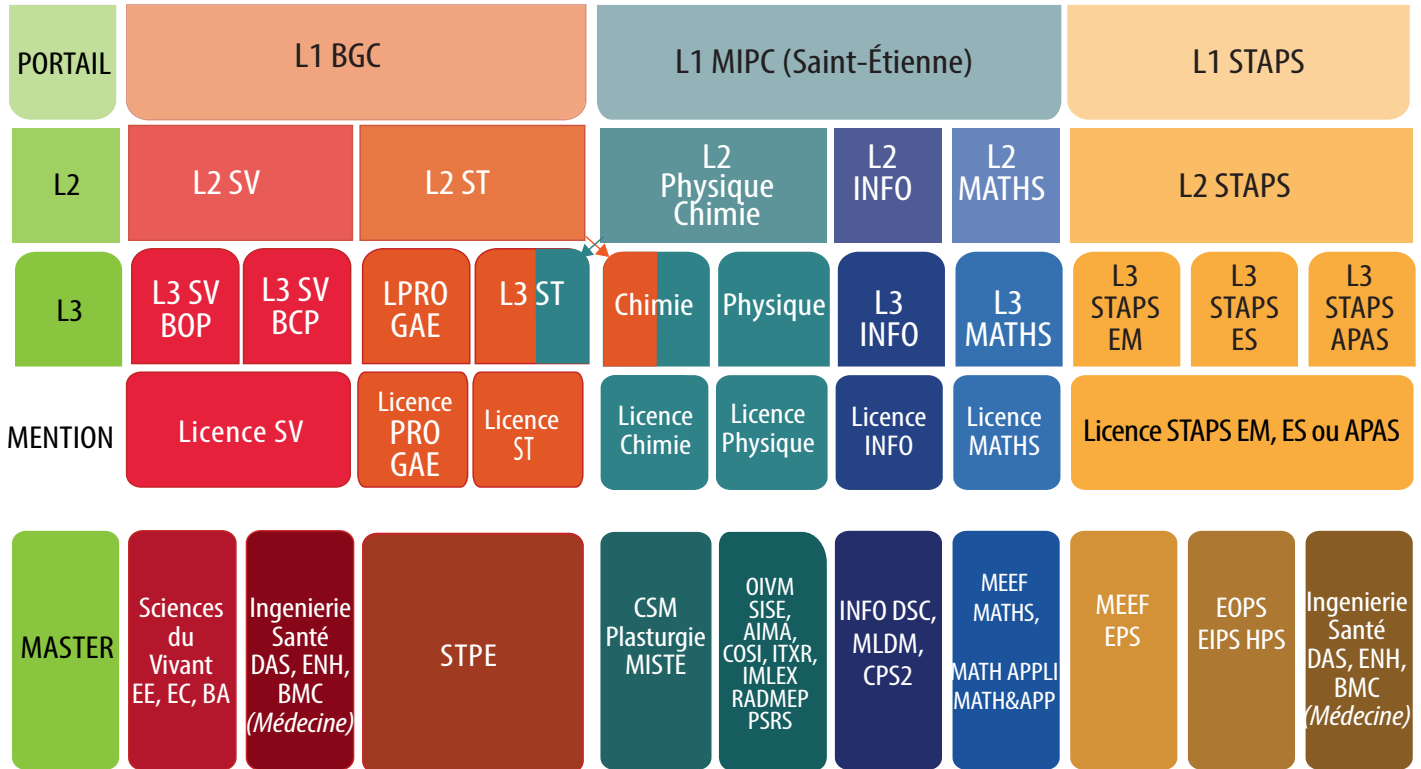 PORTAIL
L1 BGC
L1 MIPC (Saint-Étienne)
L1 STAPS
L2
L2 SV
L2 ST
L2
Physique
Chimie
L2
INFO
L2
MATHS
L2 STAPS
L3
L3 SV
BOP
L3 SV
BCP
LPRO
GAE
L3 ST
Chimie
Physique
L3
INFO
L3
MATHS
L3
STAPS
EM
L3
STAPS
ES
L3
STAPS
APAS
MENTION
Licence SV
Licence
PRO
GAE
Licence
ST
Licence
Chimie
Licence
Physique
Licence
INFO
Licence
MATHS
Licence STAPS EM, ES ou APAS
MASTER
Sciences
du
Vivant
EE, EC, BA
Ingenierie
Santé
DAS, ENH,
BMC
(Médecine)
STPE
CSM
Plasturgie
MISTE
OIVM
SISE,
AIMA,
COSI, ITXR,
IMLEX
RADMEP
PSRS
INFO DSC,
MLDM,
CPS2
MEEF
MATHS,
MATH APPLI
MATH&APP
MEEF
EPS
EOPS
EIPS HPS
Ingenierie
Santé
DAS, ENH,
BMC
(Médecine)